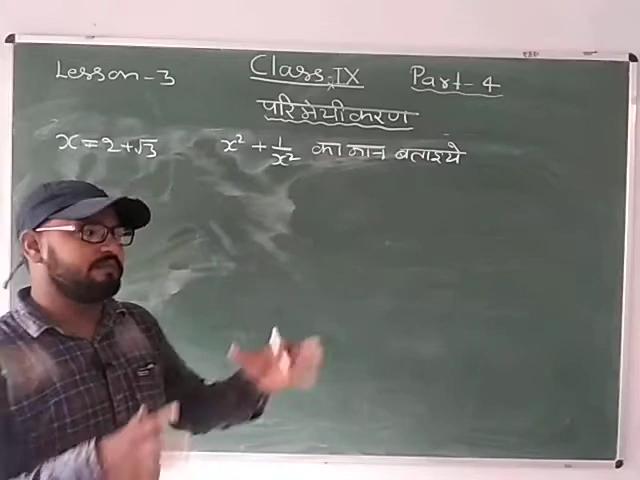 Lesson-3 Class-IX Part-4
परिमेयीकरण
x = 2+√3 x² + 1/x² का मान बताइये